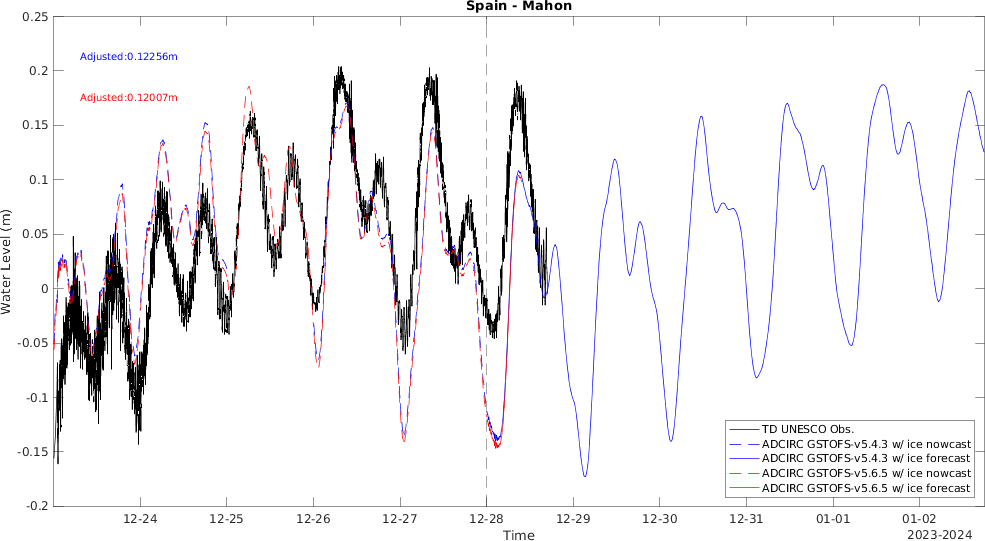 Spain - Mahon
0.25
0.2
0.15
0.1
0.05
0
-0.05
-0.1
-0.15
-0.2
Water Level (m)
Adjusted:0.12256m
Adjusted:0.12007m
TD UNESCO Obs.
ADCIRC GSTOFS-v5.4.3 w/ ice nowcast
ADCIRC GSTOFS-v5.4.3 w/ ice forecast
ADCIRC GSTOFS-v5.6.5 w/ ice nowcast
ADCIRC GSTOFS-v5.6.5 w/ ice forecast
12-24 12-25 12-26 12-27 12-28 12-29 12-30 12-31 01-01 01-02
Time
2023-2024